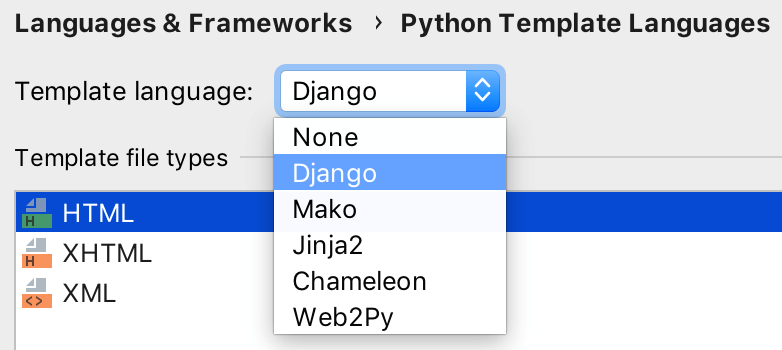 Languages & Frameworks › Python Template Languages
Template language: Django
None
Template file types
Django
Mako
HTML
Jinja2
XHTML
Chameleon
XML
Web2Py